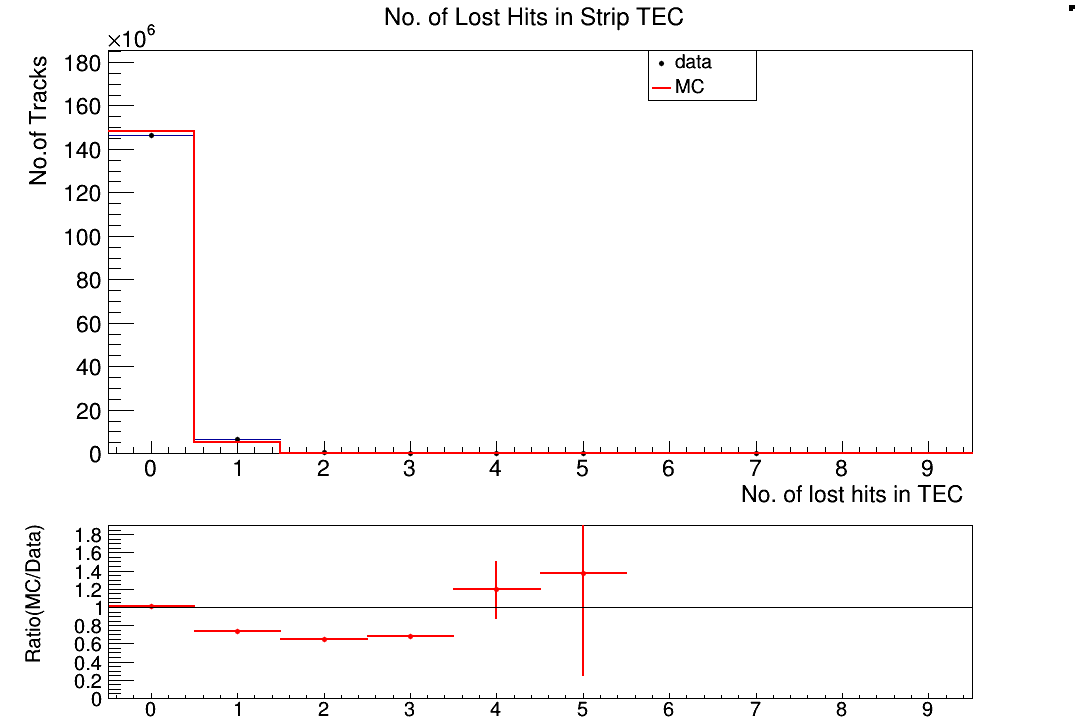 No. of Lost Hits in Strip TEC
×10⁶
No.of Tracks
180
160
140
120
100
80
60
40
20
0
data
MC
0 1 2 3 4 5 6 7 8 9
No. of lost hits in TEC
Ratio(MC/Data)
1.8
1.6
1.4
1.2
1
0.8
0.6
0.4
0.2
0
0 1 2 3 4 5 6 7 8 9